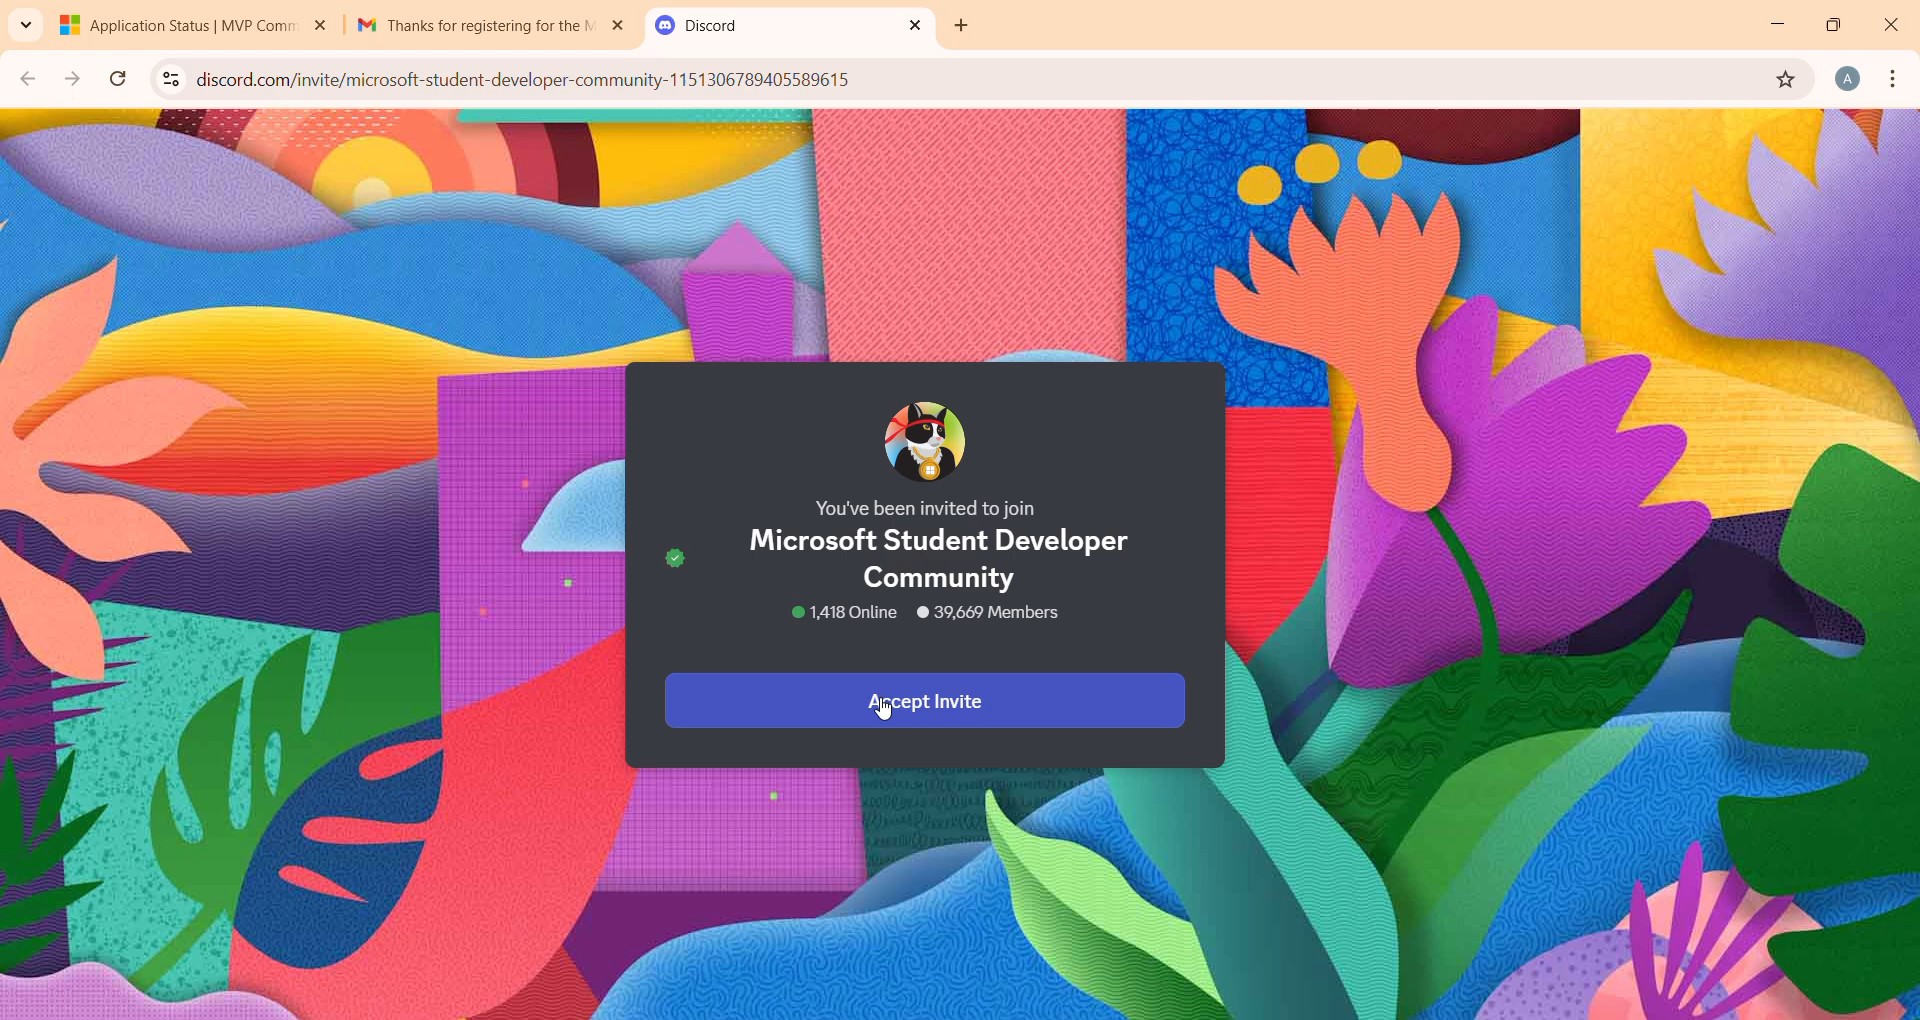 Application Status | MVP Comm
Thanks for registering for the M
Discord
discord.com/invite/microsoft-student-developer-community-1151306789405589615
A
You've been invited to join
Microsoft Student Developer
Community
1,418 Online 39,669 Members
Accept Invite